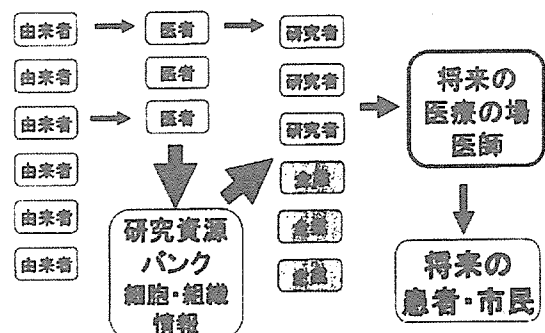 由来者
由来者
由来者
由来者
由来者
由来者
医者
医者
医者
研究資源
バンク
細胞・組織
情報
研究者
研究者
研究者
将来の
医療の場
医師
将来の
患者・市民